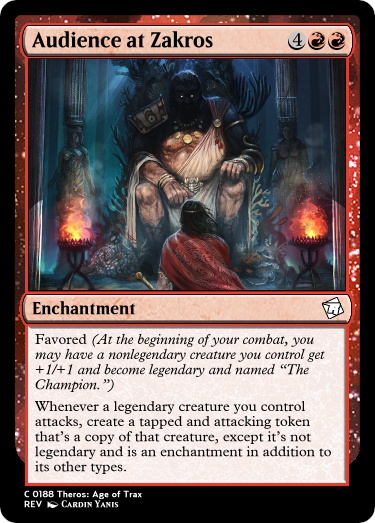 Audience at Zakros 4
Enchantment
Favored (At the beginning of your combat, you
may have a nonlegendary creature you control get
+1/+1 and become legendary and named “The
Champion.”)
Whenever a legendary creature you control
attacks, create a tapped and attacking token
that’s a copy of that creature, except it’s not
legendary and is an enchantment in addition to
its other types.
C 0188 Theros: Age of Trax
REV Cardin Yanis